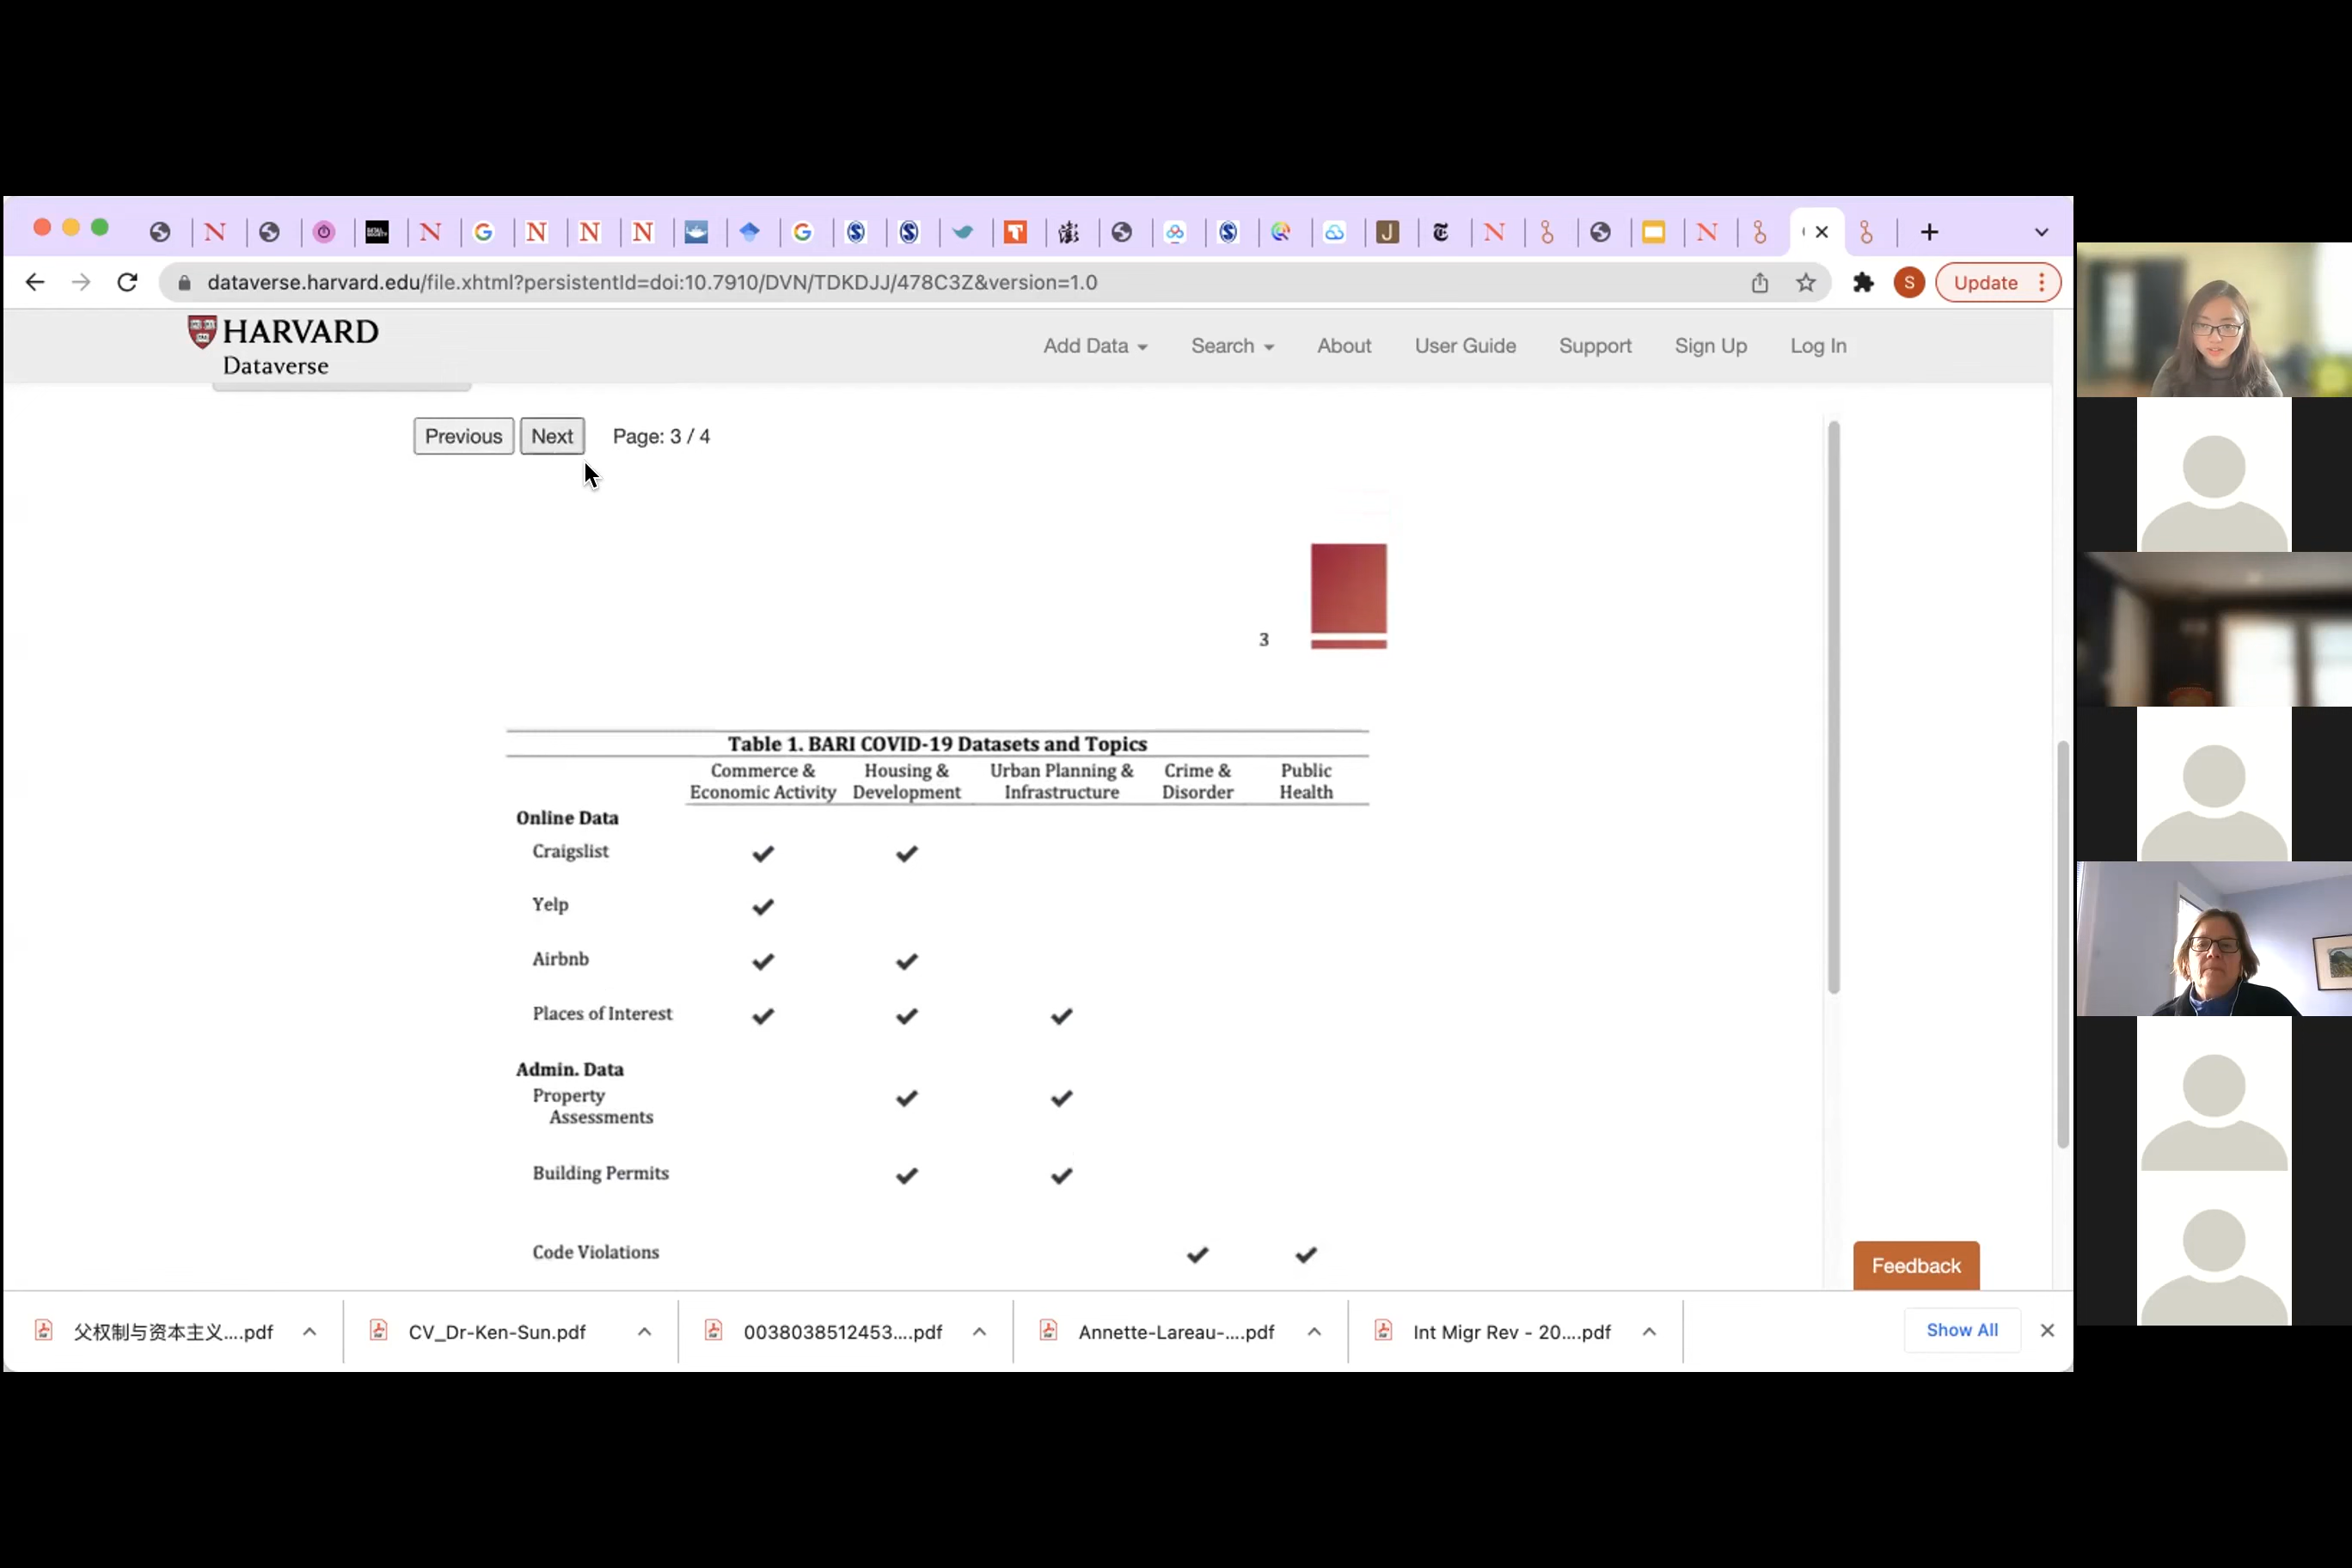 dataverse.harvard.edu/file.xhtml?persistentId=doi:10.7910/DVN/TDKDJJ/478C3Z&version=1.0
S
Update
HARVARD
Dataverse
Add Data
Search
About
User Guide
Support
Sign Up
Log In
Previous
Next
Page: 3 / 4
3
Table 1. BARI COVID-19 Datasets and Topics
Commerce &
Economic Activity
Housing &
Development
Urban Planning &
Infrastructure
Crime &
Disorder
Public
Health
Online Data
Craigslist
Yelp
Airbnb
Places of Interest
Admin. Data
Property
Assessments
Building Permits
Code Violations
Feedback
父权制与资本主义....pdf
CV_Dr-Ken-Sun.pdf
0038038512453....pdf
Annette-Lareau-....pdf
Int Migr Rev - 20....pdf
Show All